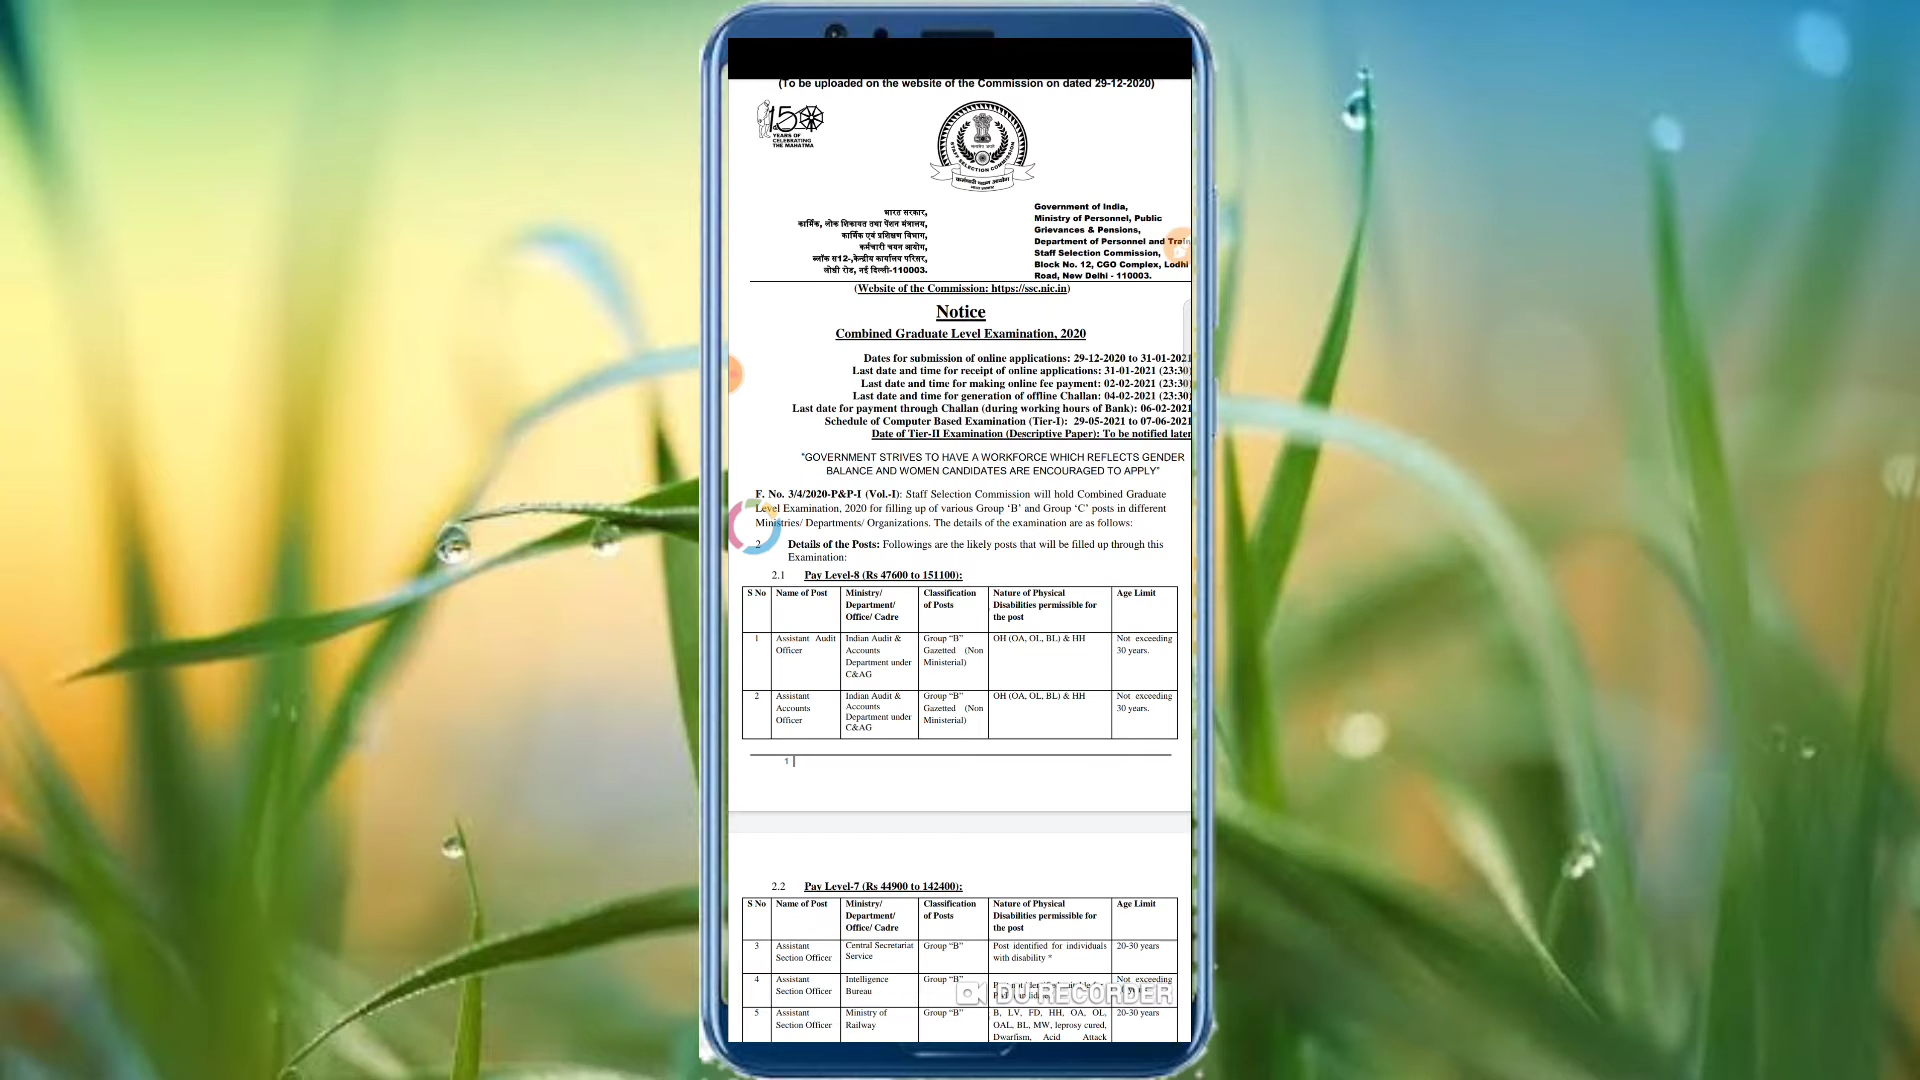 (To be uploaded on the website of the Commission on dated 29-12-2020)
150
YEARS OF
CELEBRATING
THE MAHATMA
STAFF SELECTION COMMISSION
कर्मचारी चयन आयोग
भारत सरकार,
कार्मिक, लोक शिकायत तथा पेंशन मंत्रालय,
कार्मिक एवं प्रशिक्षण विभाग,
कर्मचारी चयन आयोग,
ब्लॉक स12-,केन्द्रीय कार्यालय परिसर,
लोधी रोड, नई दिल्ली-110003.
Government of India,
Ministry of Personnel, Public
Grievances & Pensions,
Department of Personnel and Train
Staff Selection Commission,
Block No. 12, CGO Complex, Lodhi
Road, New Delhi - 110003.
(Website of the Commission: https://ssc.nic.in)
Notice
Combined Graduate Level Examination, 2020
Dates for submission of online applications: 29-12-2020 to 31-01-2021
Last date and time for receipt of online applications: 31-01-2021 (23:30)
Last date and time for making online fee payment: 02-02-2021 (23:30)
Last date and time for generation of offline Challan: 04-02-2021 (23:30)
Last date for payment through Challan (during working hours of Bank): 06-02-2021
Schedule of Computer Based Examination (Tier-I): 29-05-2021 to 07-06-2021
Date of Tier-II Examination (Descriptive Paper): To be notified later
"GOVERNMENT STRIVES TO HAVE A WORKFORCE WHICH REFLECTS GENDER
BALANCE AND WOMEN CANDIDATES ARE ENCOURAGED TO APPLY"
F. No. 3/4/2020-P&P-I (Vol.-I): Staff Selection Commission will hold Combined Graduate
Level Examination, 2020 for filling up of various Group ‘B’ and Group ‘C’ posts in different
Ministries/ Departments/ Organizations. The details of the examination are as follows:
2 Details of the Posts: Followings are the likely posts that will be filled up through this
Examination:
2.1 Pay Level-8 (Rs 47600 to 151100):
S No Name of Post Ministry/ Classification Nature of Physical Age Limit
Department/ of Posts Disabilities permissible for
Office/ Cadre the post
1 Assistant Audit Indian Audit & Group “B” OH (OA, OL, BL) & HH Not exceeding
Officer Accounts Gazetted (Non 30 years.
Department under Ministerial)
C&AG
2 Assistant Indian Audit & Group “B” OH (OA, OL, BL) & HH Not exceeding
Accounts Accounts Gazetted (Non 30 years.
Officer Department under Ministerial)
C&AG
1 |
2.2 Pay Level-7 (Rs 44900 to 142400):
S No Name of Post Ministry/ Classification Nature of Physical Age Limit
Department/ of Posts Disabilities permissible for
Office/ Cadre the post
3 Assistant Central Secretariat Group “B” Post identified for individuals 20-30 years
Section Officer Service with disability *
4 Assistant Intelligence Group “B” Not exceeding
Section Officer Bureau
DU RECORDER
5 Assistant Ministry of Group “B” B, LV, FD, HH, OA, OL, 20-30 years
Section Officer Railway OAL, BL, MW, leprosy cured,
Dwarfism, Acid Attack